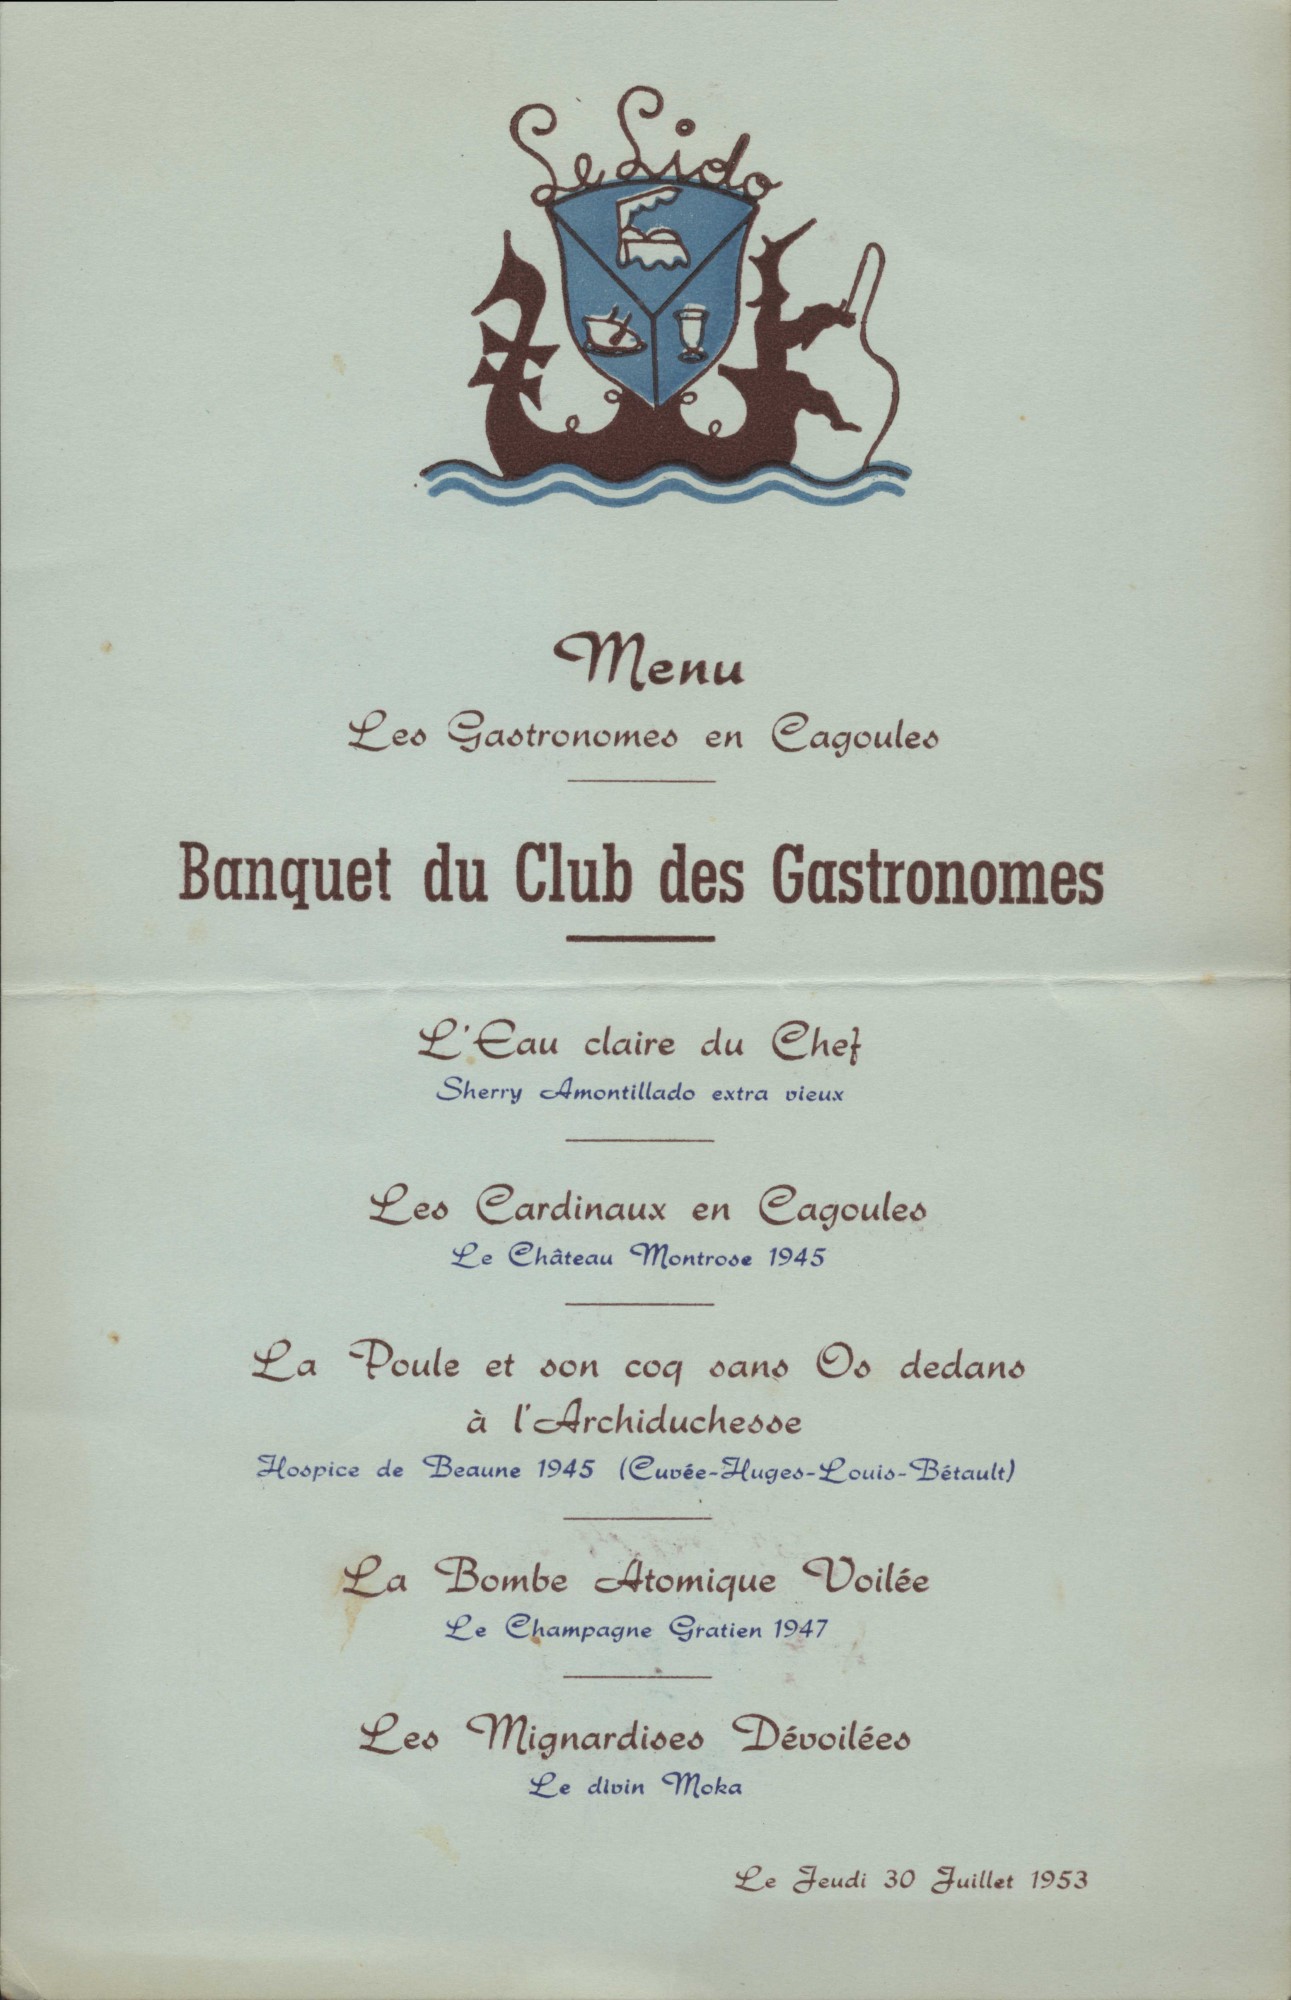 Le Lido
Menu
Les Gastronomes en Cagoules
Banquet du Club des Gastronomes
L'Eau claire du Chef
Sherry Amontillado extra vieux
Les Cardinaux en Cagoules
Le Château Montrose 1945
La Poule et son coq sans Os dedans
à l'Archiduchesse
Hospice de Beaune 1945 (Cuvée-Huges-Louis-Bétault)
La Bombe Atomique Voilée
Le Champagne Gratien 1947
Les Mignardises Dévoilées
Le divin Moka
Le Jeudi 30 Juillet 1953